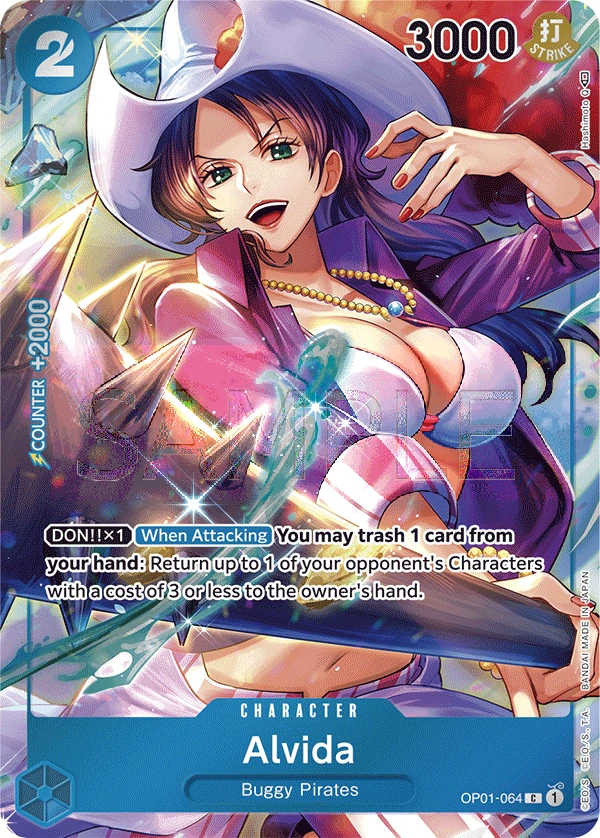 2
3000
打
STRIKE
Hashimoto Q
COUNTER +2000
SAMPLE
DON!!×1 When Attacking You may trash 1 card from
your hand: Return up to 1 of your opponent's Characters
with a cost of 3 or less to the owner's hand.
CHARACTER
Alvida
Buggy Pirates
OP01-064 C 1
©E.O./S. ©E.O./S., T.A. BANDAI MADE IN JAPAN